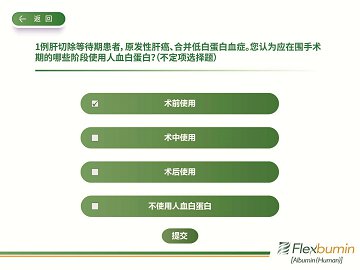 返 回
1例肝切除等待期患者，原发性肝癌、合并低白蛋白血症。您认为应在围手术
期的哪些阶段使用人血白蛋白？（不定项选择题）
术前使用
术中使用
术后使用
不使用人血白蛋白
提交
Flexbumin
[Albumin(Human)]